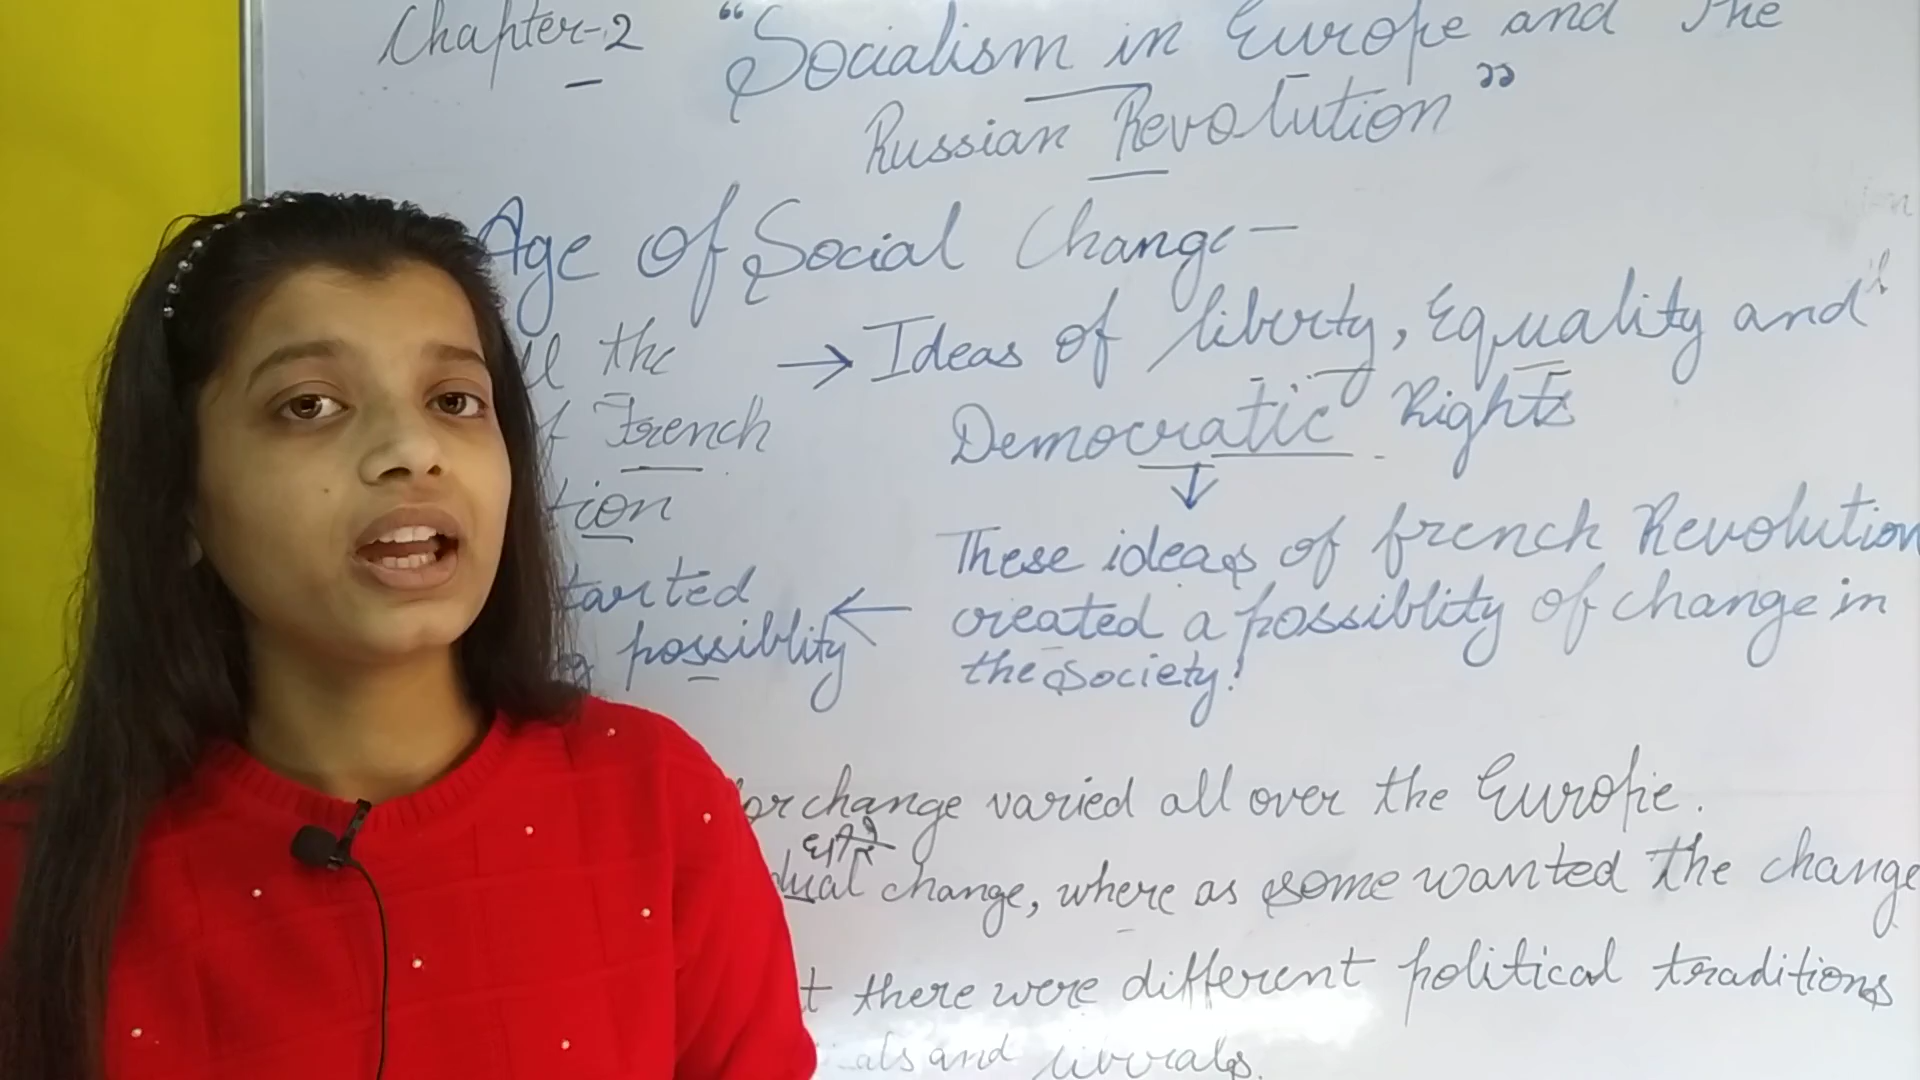 Chapter-2 "Socialism in Europe and The
Russian Revolution"
Age of Social Change-
the → Ideas of liberty, Equality and
French Democratic Rights
↓
These ideas of french Revolution
← created a possiblity of change in
possiblity the society!
change varied all over the Europe.
धीरे
change, where as some wanted the change
there were different political traditions
and liberals.